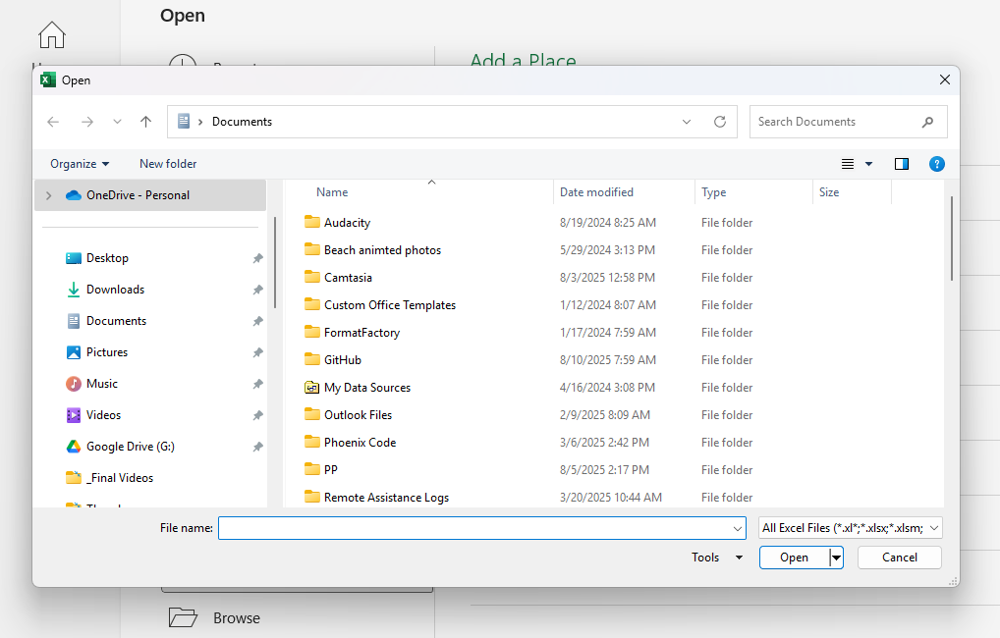 Open
Add a Place
Open
Documents
Search Documents
Organize
New folder
?
OneDrive - Personal
Desktop
Downloads
Documents
Pictures
Music
Videos
Google Drive (G:)
_Final Videos
Name Date modified Type Size
Audacity 8/19/2024 8:25 AM File folder
Beach animted photos 5/29/2024 3:13 PM File folder
Camtasia 8/3/2025 12:58 PM File folder
Custom Office Templates 1/12/2024 8:07 AM File folder
FormatFactory 1/17/2024 7:59 AM File folder
GitHub 8/10/2025 7:59 AM File folder
My Data Sources 4/16/2024 3:08 PM File folder
Outlook Files 2/9/2025 8:09 AM File folder
Phoenix Code 3/6/2025 2:42 PM File folder
PP 8/5/2025 2:17 PM File folder
Remote Assistance Logs 3/20/2025 10:44 AM File folder
File name:
All Excel Files (*.xl*;*.xlsx;*.xlsm;
Tools
Open
Cancel
Browse